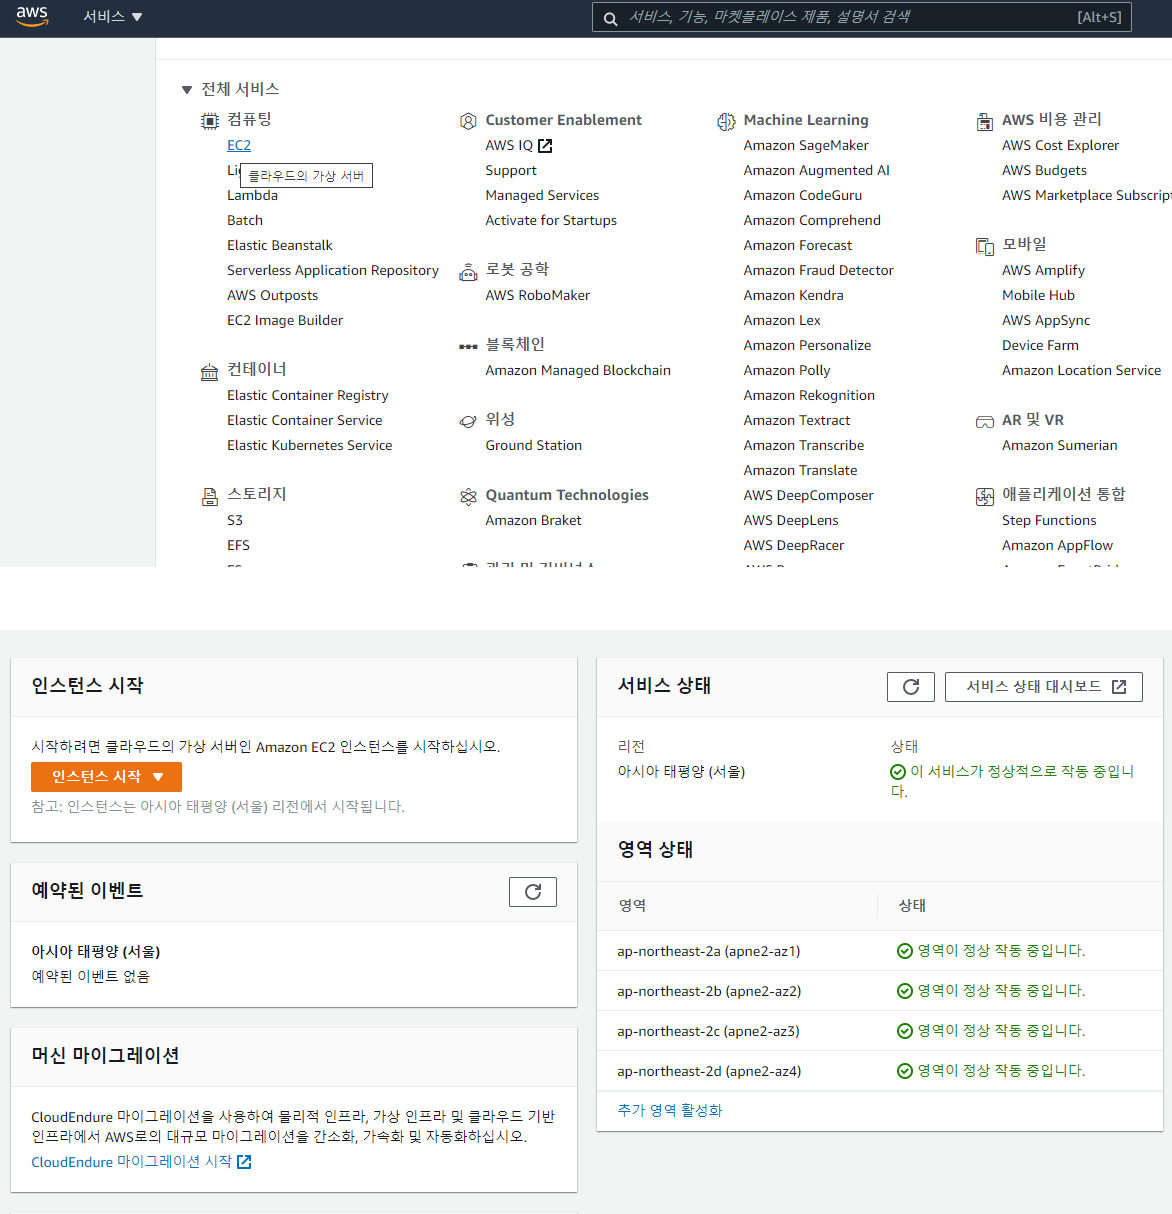 aws
서비스 ▼
서비스, 기능, 마켓플레이스 제품, 설명서 검색
[Alt+S]
▼ 전체 서비스
컴퓨팅
EC2
클라우드의 가상 서버
Lambda
Batch
Elastic Beanstalk
Serverless Application Repository
AWS Outposts
EC2 Image Builder
컨테이너
Elastic Container Registry
Elastic Container Service
Elastic Kubernetes Service
스토리지
S3
EFS
Customer Enablement
AWS IQ
Support
Managed Services
Activate for Startups
로봇 공학
AWS RoboMaker
블록체인
Amazon Managed Blockchain
위성
Ground Station
Quantum Technologies
Amazon Braket
Machine Learning
Amazon SageMaker
Amazon Augmented AI
Amazon CodeGuru
Amazon Comprehend
Amazon Forecast
Amazon Fraud Detector
Amazon Kendra
Amazon Lex
Amazon Personalize
Amazon Polly
Amazon Rekognition
Amazon Textract
Amazon Transcribe
Amazon Translate
AWS DeepComposer
AWS DeepLens
AWS DeepRacer
AWS 비용 관리
AWS Cost Explorer
AWS Budgets
AWS Marketplace Subscript
모바일
AWS Amplify
Mobile Hub
AWS AppSync
Device Farm
Amazon Location Service
AR 및 VR
Amazon Sumerian
애플리케이션 통합
Step Functions
Amazon AppFlow
인스턴스 시작
시작하려면 클라우드의 가상 서버인 Amazon EC2 인스턴스를 시작하십시오.
인스턴스 시작 ▼
참고: 인스턴스는 아시아 태평양 (서울) 리전에서 시작됩니다.
예약된 이벤트
아시아 태평양 (서울)
예약된 이벤트 없음
머신 마이그레이션
CloudEndure 마이그레이션을 사용하여 물리적 인프라, 가상 인프라 및 클라우드 기반
인프라에서 AWS로의 대규모 마이그레이션을 간소화, 가속화 및 자동화하십시오.
CloudEndure 마이그레이션 시작
서비스 상태
서비스 상태 대시보드
리전
상태
아시아 태평양 (서울)
이 서비스가 정상적으로 작동 중입니
다.
영역 상태
영역
상태
ap-northeast-2a (apne2-az1)
영역이 정상 작동 중입니다.
ap-northeast-2b (apne2-az2)
영역이 정상 작동 중입니다.
ap-northeast-2c (apne2-az3)
영역이 정상 작동 중입니다.
ap-northeast-2d (apne2-az4)
영역이 정상 작동 중입니다.
추가 영역 활성화